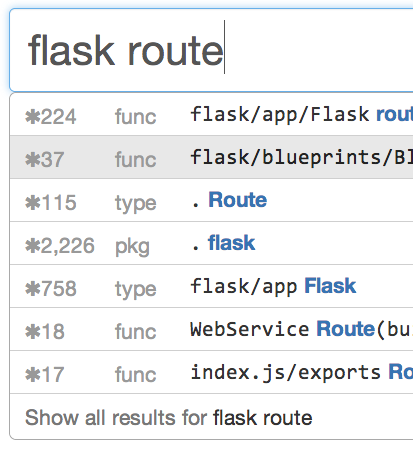 flask route
✱224 func flask/app/Flask rout
✱37 func flask/blueprints/Bl
✱115 type . Route
✱2,226 pkg . flask
✱758 type flask/app Flask
✱18 func WebService Route(bu
✱17 func index.js/exports Ro
Show all results for flask route